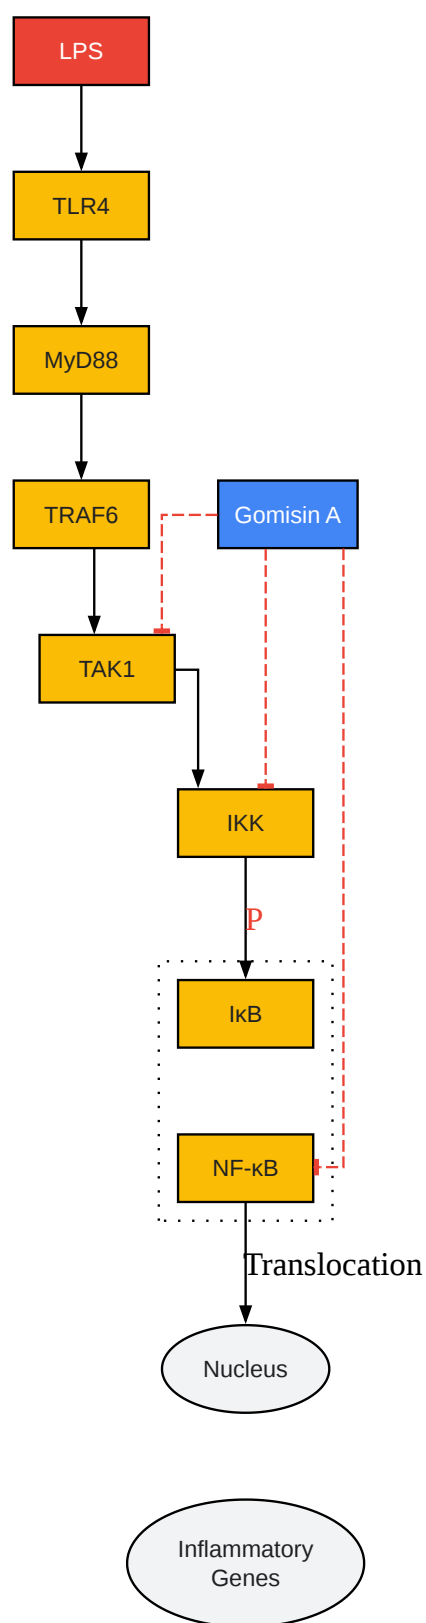 LPS
TLR4
MyD88
TRAF6
Gomisin A
TAK1
IKK
P
IκB
NF-κB
Translocation
Nucleus
Inflammatory
Genes